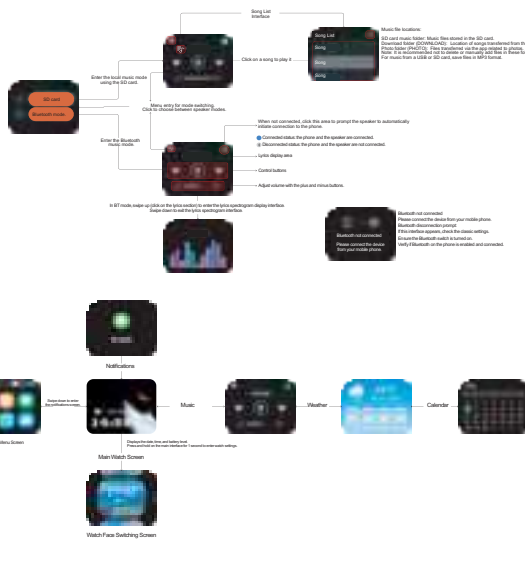 Song List
Interface
Song List
Song
Song
Song
Music file locations:
SD card music folder: Music files stored in the SD card.
Download folder (DOWNLOAD): Location of songs transferred from th
Photo folder (PHOTO): Files transferred via the app related to photos.
Note: It is recommended not to delete or manually add files in these fo
For music from a USB or SD card, save files in MP3 format.
Click on a song to play it
Enter the local music mode
using the SD card.
SD card
Bluetooth mode
Menu entry for mode switching.
Click to choose between speaker modes.
Enter the Bluetooth
music mode.
When not connected, click this area to prompt the speaker to automatically
initiate connection to the phone.
Connected status: the phone and the speaker are connected.
Disconnected status: the phone and the speaker are not connected.
Lyrics display area
Control buttons
Adjust volume with the plus and minus buttons.
In BT mode, swipe up (click on the lyrics section) to enter the lyrics spectrogram display interface.
Swipe down to exit the lyrics spectrogram interface.
Bluetooth not connected
Please connect the device
from your mobile phone.
Bluetooth not connected
Please connect the device from your mobile phone.
Bluetooth disconnection prompt:
If this interface appears, check the classic settings.
Ensure the Bluetooth switch is turned on.
Verify if Bluetooth on the phone is enabled and connected.
Notifications
Swipe down to enter
the notifications screen
Music
Weather
Calendar
Menu Screen
Displays the date, time, and battery level
Press and hold on the main interface for 1 second to enter watch settings.
Main Watch Screen
Watch Face Switching Screen